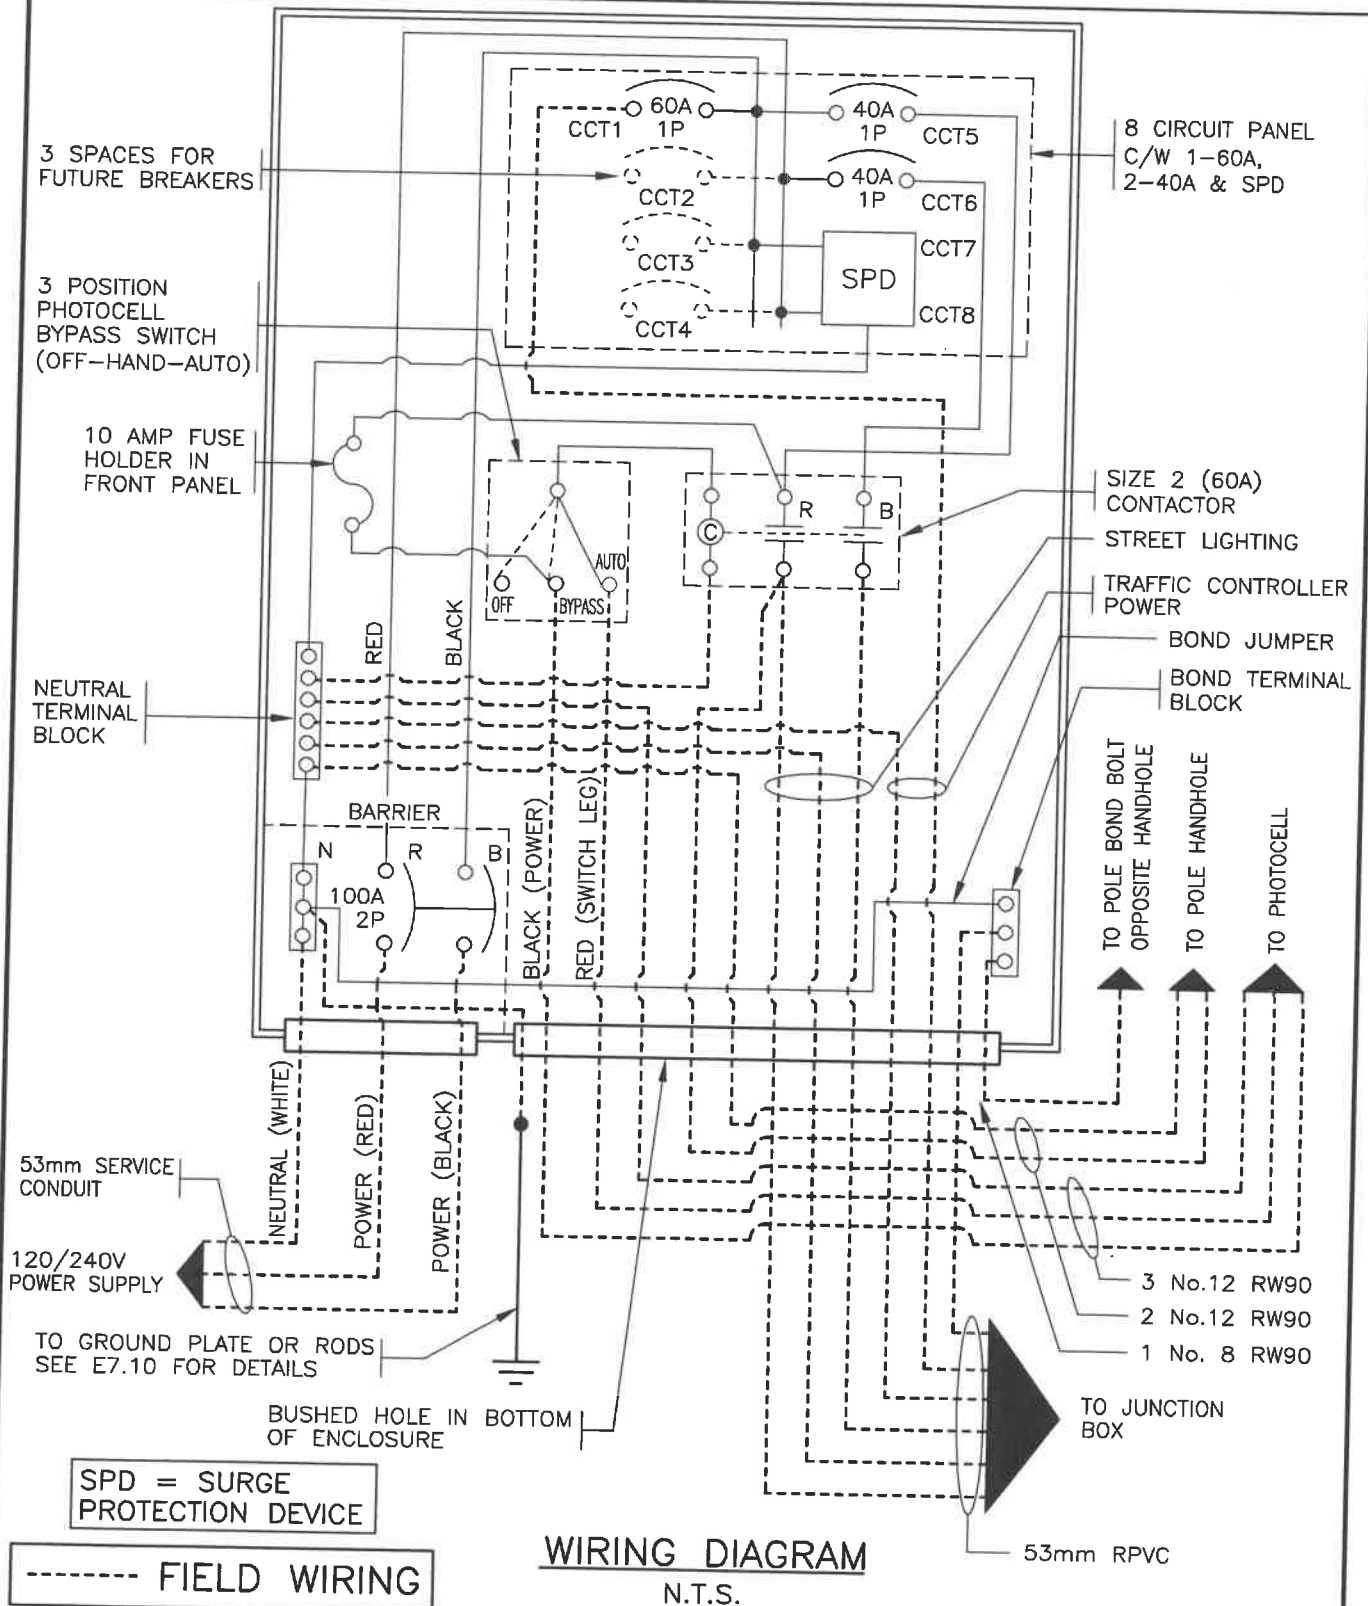 60A
1P
CCT1
40A
1P
CCT5
8 CIRCUIT PANEL
C/W 1-60A,
2-40A & SPD
3 SPACES FOR
FUTURE BREAKERS
CCT2
40A
1P
CCT6
CCT3
SPD
CCT7
CCT4
CCT8
3 POSITION
PHOTOCELL
BYPASS SWITCH
(OFF-HAND-AUTO)
10 AMP FUSE
HOLDER IN
FRONT PANEL
R
B
C
SIZE 2 (60A)
CONTACTOR
STREET LIGHTING
AUTO
OFF
BYPASS
TRAFFIC CONTROLLER
POWER
BOND JUMPER
BOND TERMINAL
BLOCK
RED
BLACK
NEUTRAL
TERMINAL
BLOCK
BARRIER
N
R
B
100A
2P
BLACK (POWER)
RED (SWITCH LEG)
TO POLE BOND BOLT
OPPOSITE HANDHOLE
TO POLE HANDHOLE
TO PHOTOCELL
NEUTRAL (WHITE)
POWER (RED)
POWER (BLACK)
53mm SERVICE
CONDUIT
120/240V
POWER SUPPLY
3 No.12 RW90
2 No.12 RW90
1 No. 8 RW90
TO GROUND PLATE OR RODS
SEE E7.10 FOR DETAILS
BUSHED HOLE IN BOTTOM
OF ENCLOSURE
TO JUNCTION
BOX
SPD = SURGE
PROTECTION DEVICE
53mm RPVC
FIELD WIRING
WIRING DIAGRAM
N.T.S.